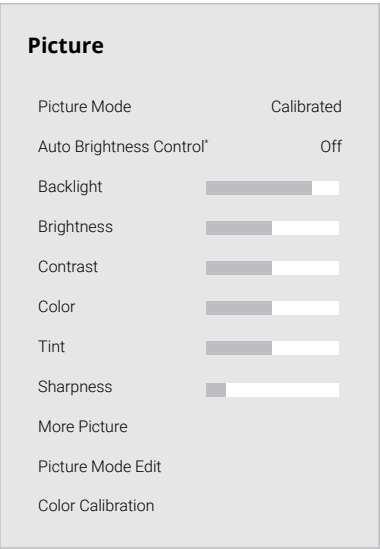 Picture
Picture Mode Calibrated
Auto Brightness Control* Off
Backlight
Brightness
Contrast
Color
Tint
Sharpness
More Picture
Picture Mode Edit
Color Calibration